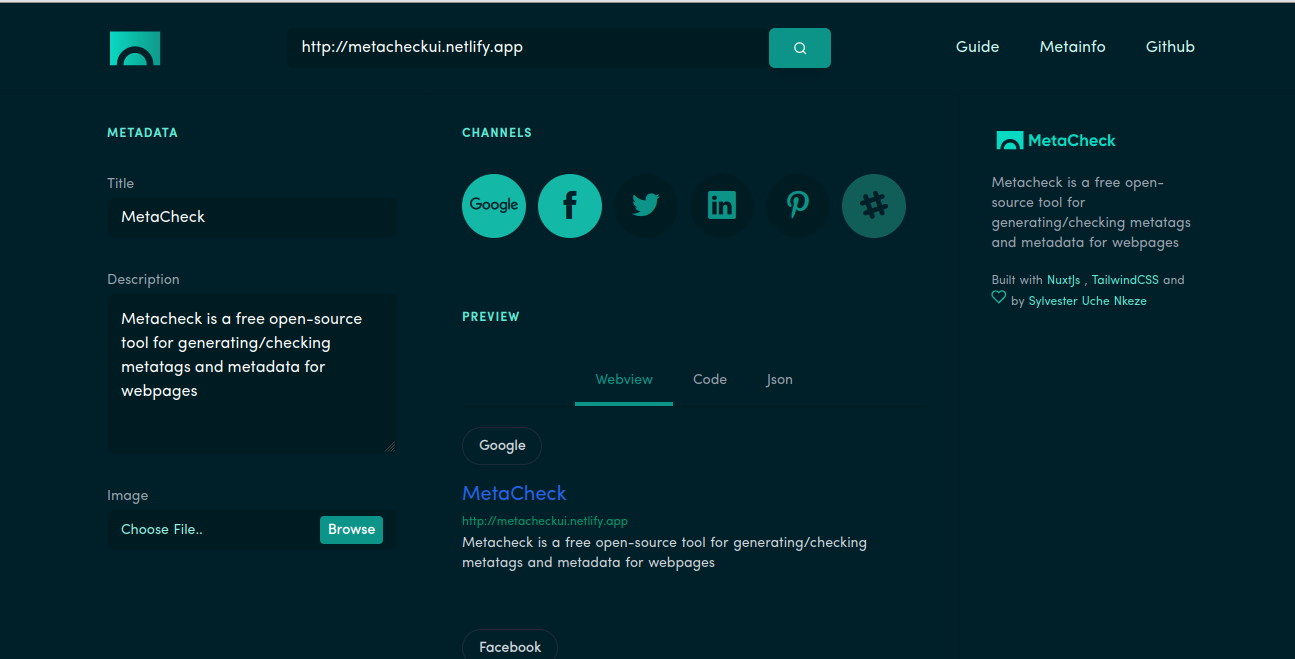 http://metacheckui.netlify.app
Guide
Metainfo
Github
METADATA
Title
MetaCheck
Description
Metacheck is a free open-source
tool for generating/checking
metatags and metadata for
webpages
Image
Choose File..
Browse
CHANNELS
Google
PREVIEW
Webview
Code
Json
Google
MetaCheck
http://metacheckui.netlify.app
Metacheck is a free open-source tool for generating/checking
metatags and metadata for webpages
Facebook
MetaCheck
Metacheck is a free open-
source tool for
generating/checking metatags
and metadata for webpages
Built with NuxtJs , TailwindCSS and
by Sylvester Uche Nkeze